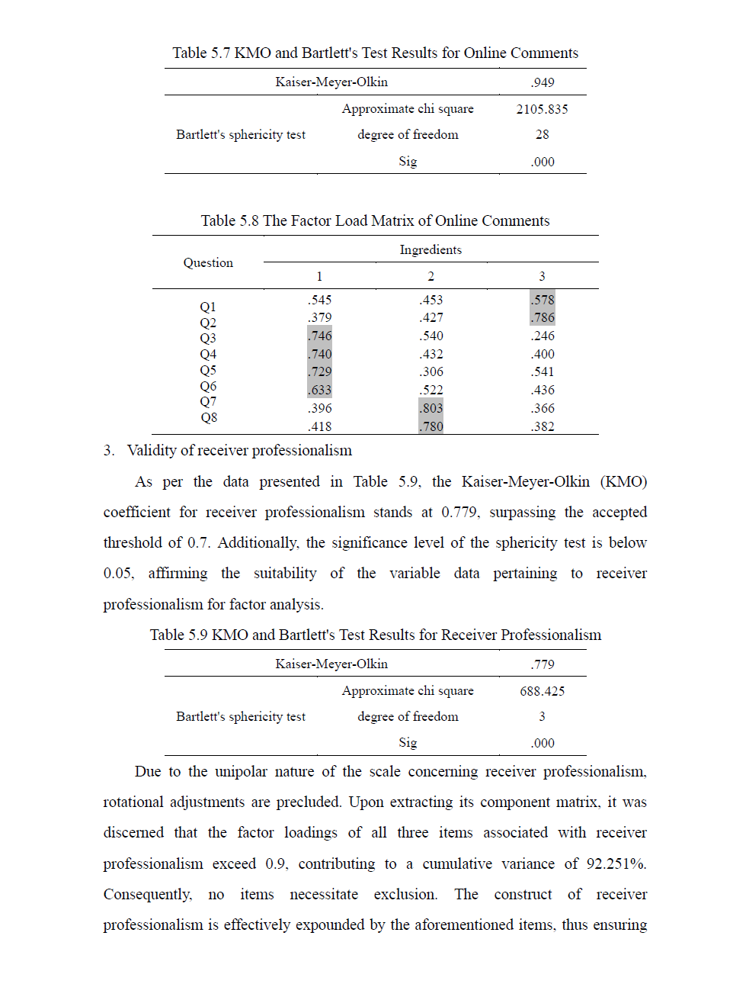 Table 5.7 KMO and Bartlett's Test Results for Online Comments
Kaiser-Meyer-Olkin .949
Approximate chi square 2105.835
Bartlett's sphericity test degree of freedom 28
Sig .000
Table 5.8 The Factor Load Matrix of Online Comments
Ingredients
Question
1 2 3
Q1 .545 .453 .578
Q2 .379 .427 .786
Q3 .746 .540 .246
Q4 .740 .432 .400
Q5 .729 .306 .541
Q6 .633 .522 .436
Q7 .396 .803 .366
Q8 .418 .780 .382
3. Validity of receiver professionalism
As per the data presented in Table 5.9, the Kaiser-Meyer-Olkin (KMO)
coefficient for receiver professionalism stands at 0.779, surpassing the accepted
threshold of 0.7. Additionally, the significance level of the sphericity test is below
0.05, affirming the suitability of the variable data pertaining to receiver
professionalism for factor analysis.
Table 5.9 KMO and Bartlett's Test Results for Receiver Professionalism
Kaiser-Meyer-Olkin .779
Approximate chi square 688.425
Bartlett's sphericity test degree of freedom 3
Sig .000
Due to the unipolar nature of the scale concerning receiver professionalism,
rotational adjustments are precluded. Upon extracting its component matrix, it was
discerned that the factor loadings of all three items associated with receiver
professionalism exceed 0.9, contributing to a cumulative variance of 92.251%.
Consequently, no items necessitate exclusion. The construct of receiver
professionalism is effectively expounded by the aforementioned items, thus ensuring